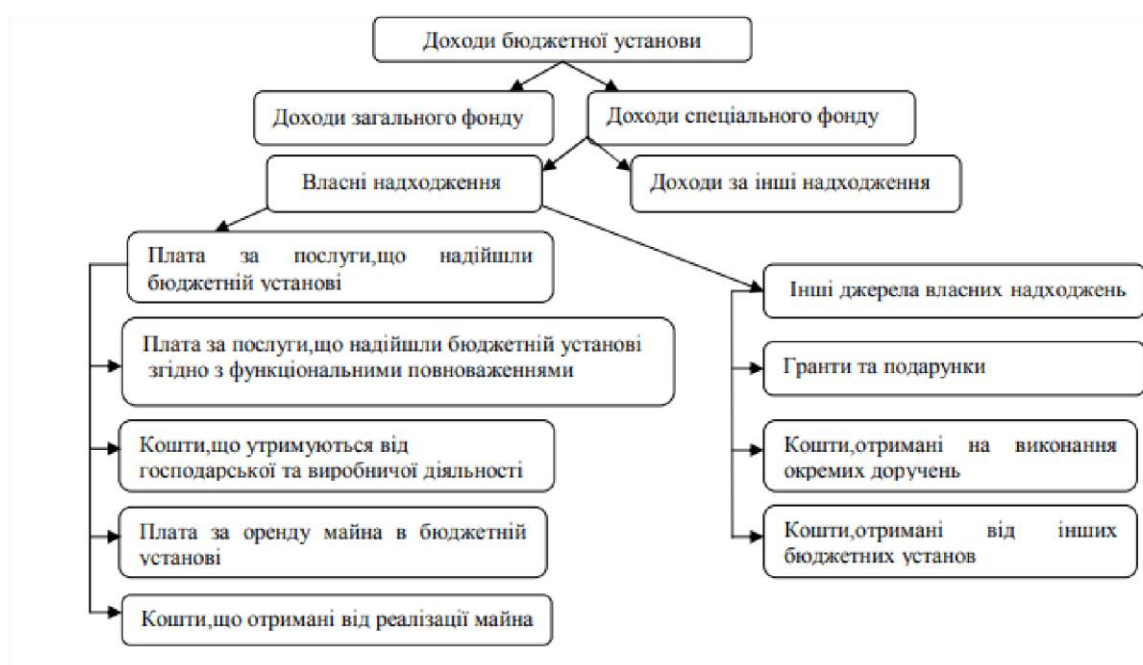 Доходи бюджетної установи
Доходи загального фонду
Доходи спеціального фонду
Власні надходження
Доходи за інші надходження
Плата за послуги,що надійшли
бюджетній установі
Інші джерела власних надходжень
Плата за послуги,що надійшли бюджетній установі
згідно з функціональними повноваженнями
Гранти та подарунки
Кошти,що утримуються від
господарської та виробничої діяльності
Кошти,отримані на виконання
окремих доручень
Плата за оренду майна в бюджетній
установі
Кошти,отримані від інших
бюджетних установ
Кошти,що отримані від реалізації майна